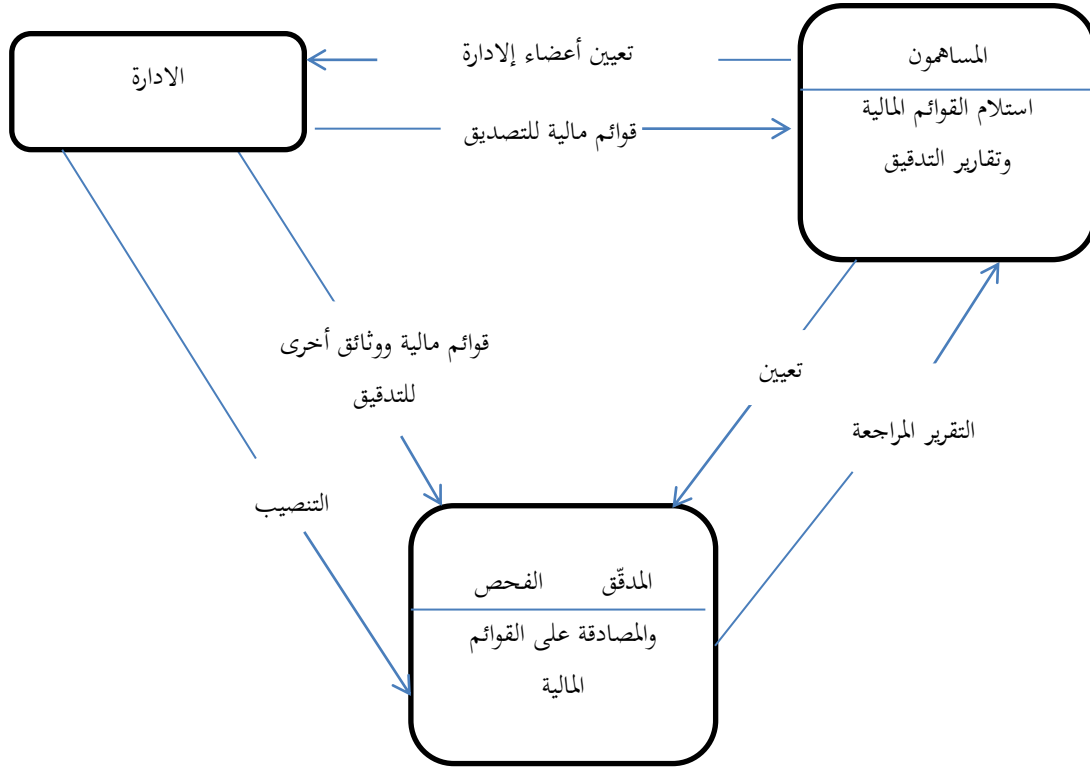 المساهمون
استلام القوائم المالية
وتقارير التدقيق
تعيين أعضاء إلادارة
قوائم مالية للتصديق
الادارة
تعيين
التقرير المراجعة
قوائم مالية ووثائق أخرى
للتدقيق
التنصيب
المدقّق الفحص
والمصادقة على القوائم
المالية